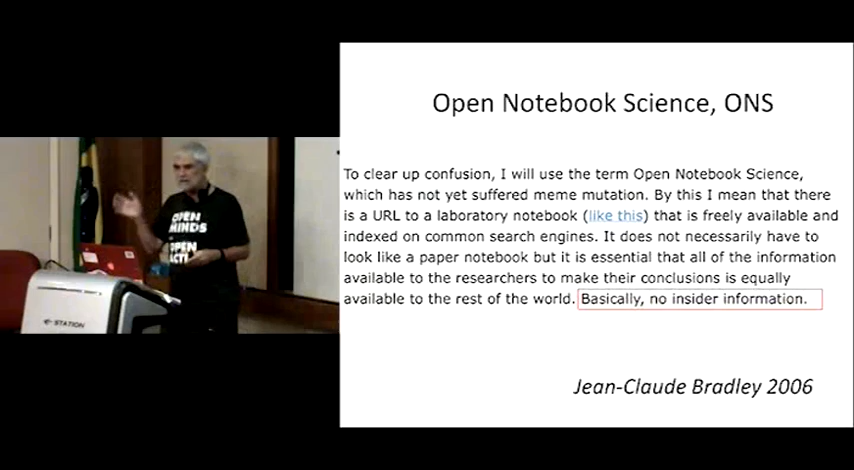 Open Notebook Science, ONS
To clear up confusion, I will use the term Open Notebook Science,
which has not yet suffered meme mutation. By this I mean that there
is a URL to a laboratory notebook (like this) that is freely available and
indexed on common search engines. It does not necessarily have to
look like a paper notebook but it is essential that all of the information
available to the researchers to make their conclusions is equally
available to the rest of the world. Basically, no insider information.
Jean-Claude Bradley 2006
OPEN
MINDS
OPEN
STATION